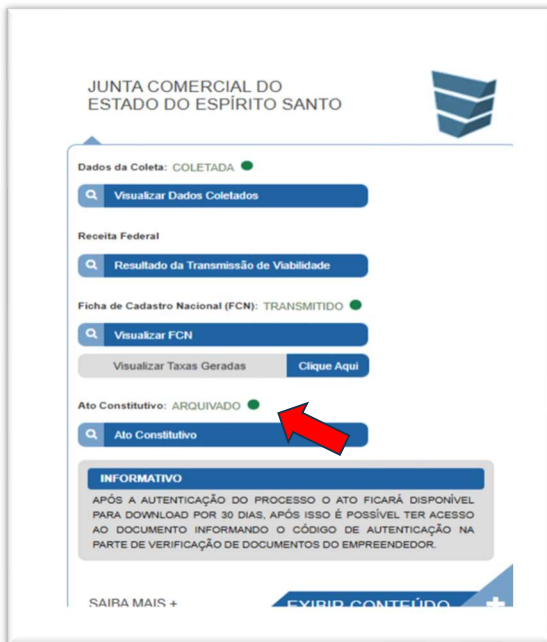 JUNTA COMERCIAL DO
ESTADO DO ESPÍRITO SANTO
Dados da Coleta: COLETADA
Visualizar Dados Coletados
Receita Federal
Resultado da Transmissão de Viabilidade
Ficha de Cadastro Nacional (FCN): TRANSMITIDO
Visualizar FCN
Visualizar Taxas Geradas Clique Aqui
Ato Constitutivo: ARQUIVADO
Ato Constitutivo
INFORMATIVO
APÓS A AUTENTICAÇÃO DO PROCESSO O ATO FICARÁ DISPONÍVEL
PARA DOWNLOAD POR 30 DIAS, APÓS ISSO É POSSÍVEL TER ACESSO
AO DOCUMENTO INFORMANDO O CÓDIGO DE AUTENTICAÇÃO NA
PARTE DE VERIFICAÇÃO DE DOCUMENTOS DO EMPREENDEDOR.
SAIBA MAIS + EXIBIR CONTEÚDO +